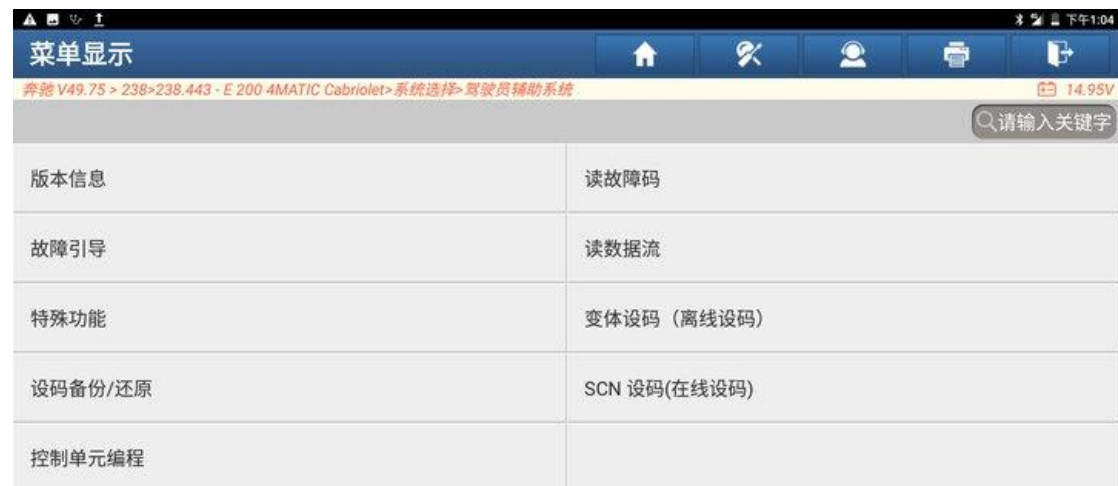 下午1:04
菜单显示
奔驰 V49.75 > 238>238.443 - E 200 4MATIC Cabriolet>系统选择>驾驶员辅助系统
14.95V
请输入关键字
版本信息
读故障码
故障引导
读数据流
特殊功能
变体设码（离线设码）
设码备份/还原
SCN 设码(在线设码)
控制单元编程